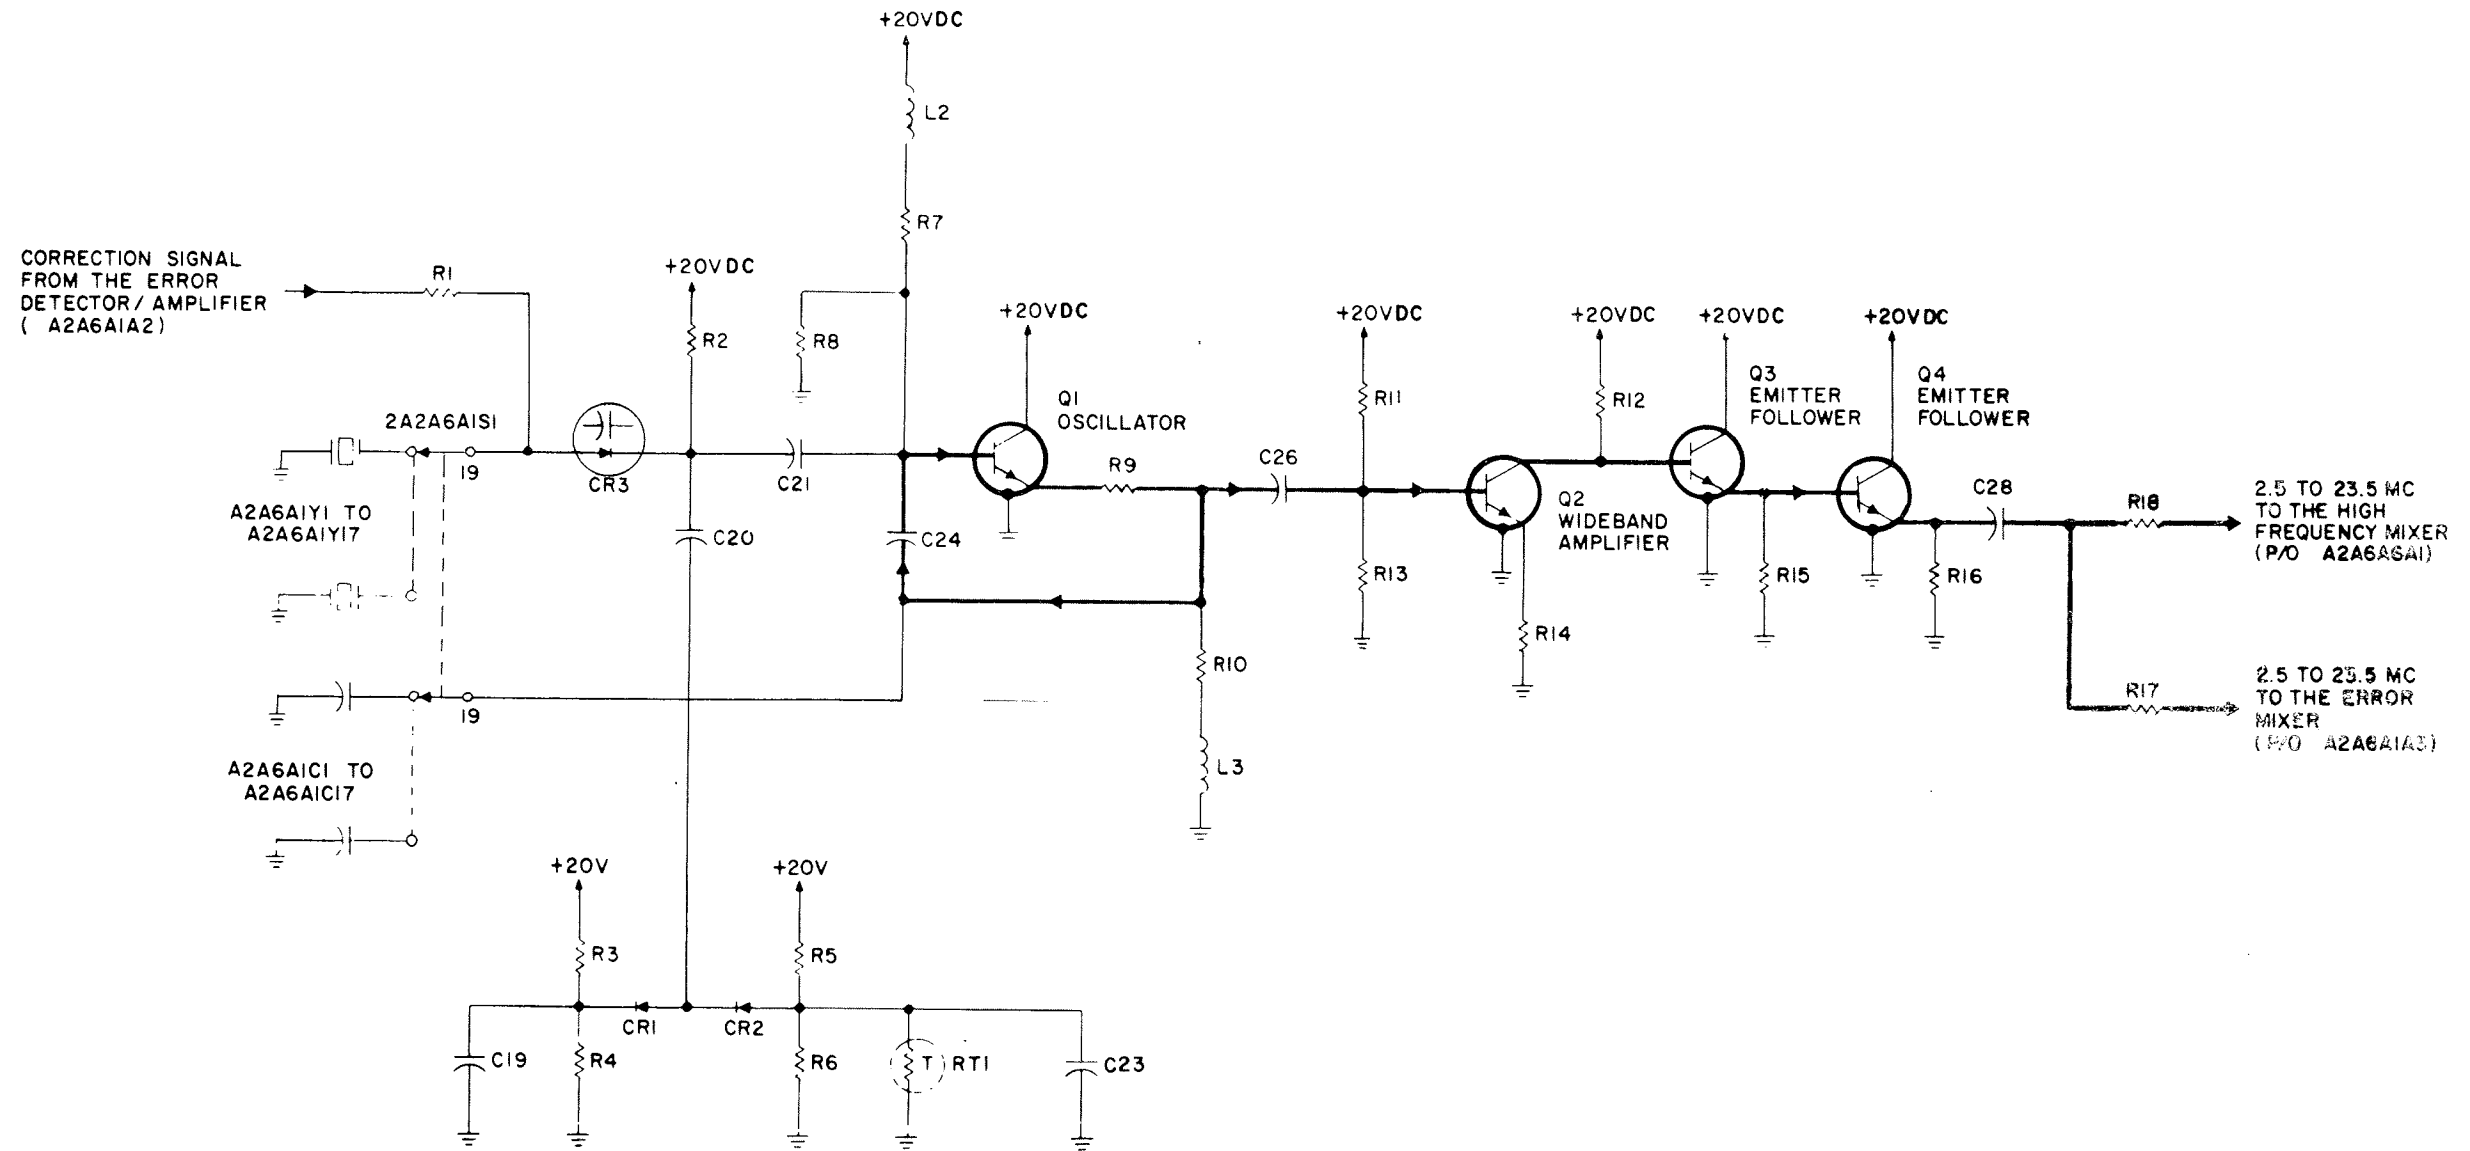 +20VDC
L2
R7
CORRECTION SIGNAL
FROM THE ERROR
DETECTOR/AMPLIFIER
( A2A6A1A2)
R1
+20VDC
R2
R8
+20VDC
Q1
OSCILLATOR
2A2A6A1S1
19
CR3
C21
A2A6A1Y1 TO
A2A6A1Y17
C20
C24
R9
C26
+20VDC
R11
R13
+20VDC
R12
Q2
WIDEBAND
AMPLIFIER
R14
+20VDC
Q3
EMITTER
FOLLOWER
R15
+20VDC
Q4
EMITTER
FOLLOWER
R16
C28
R18
2.5 TO 23.5 MC
TO THE HIGH
FREQUENCY MIXER
(P/O A2A6A6A1)
R17
2.5 TO 23.5 MC
TO THE ERROR
MIXER
(P/O A2A6A1A3)
R10
L3
19
A2A6A1C1 TO
A2A6A1C17
+20V
R3
+20V
R5
CR1
CR2
C19
R4
R6
T
RT1
C23